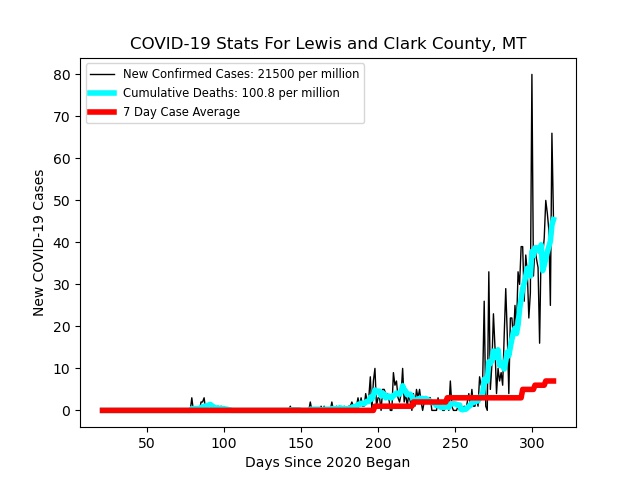 COVID-19 Stats For Lewis and Clark County, MT
New Confirmed Cases: 21500 per million
Cumulative Deaths: 100.8 per million
7 Day Case Average
80
70
60
50
40
30
20
10
0
New COVID-19 Cases
50 100 150 200 250 300
Days Since 2020 Began